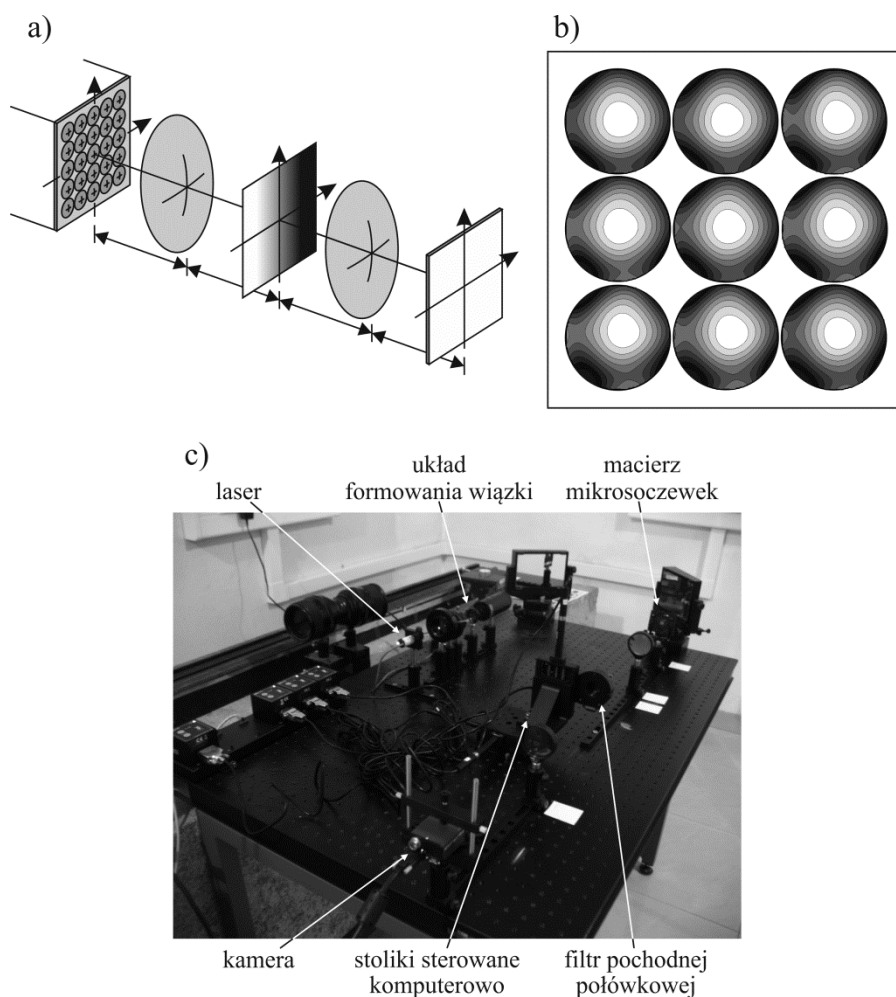 a)
b)
c)
laser
układ
formowania wiązki
macierz
mikrosoczewek
kamera
stoliki sterowane
komputerowo
filtr pochodnej
połówkowej